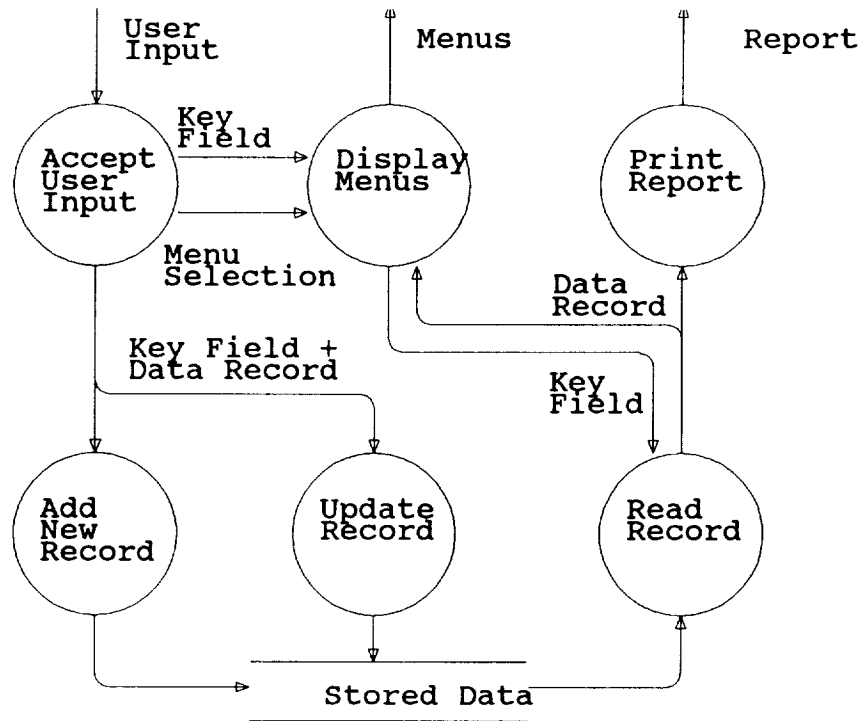 User
Input
Menus
Report
Key
Field
Accept
User
Input
Display
Menus
Print
Report
Menu
Selection
Data
Record
Key Field +
Data Record
Key
Field
Add
New
Record
Update
Record
Read
Record
Stored Data